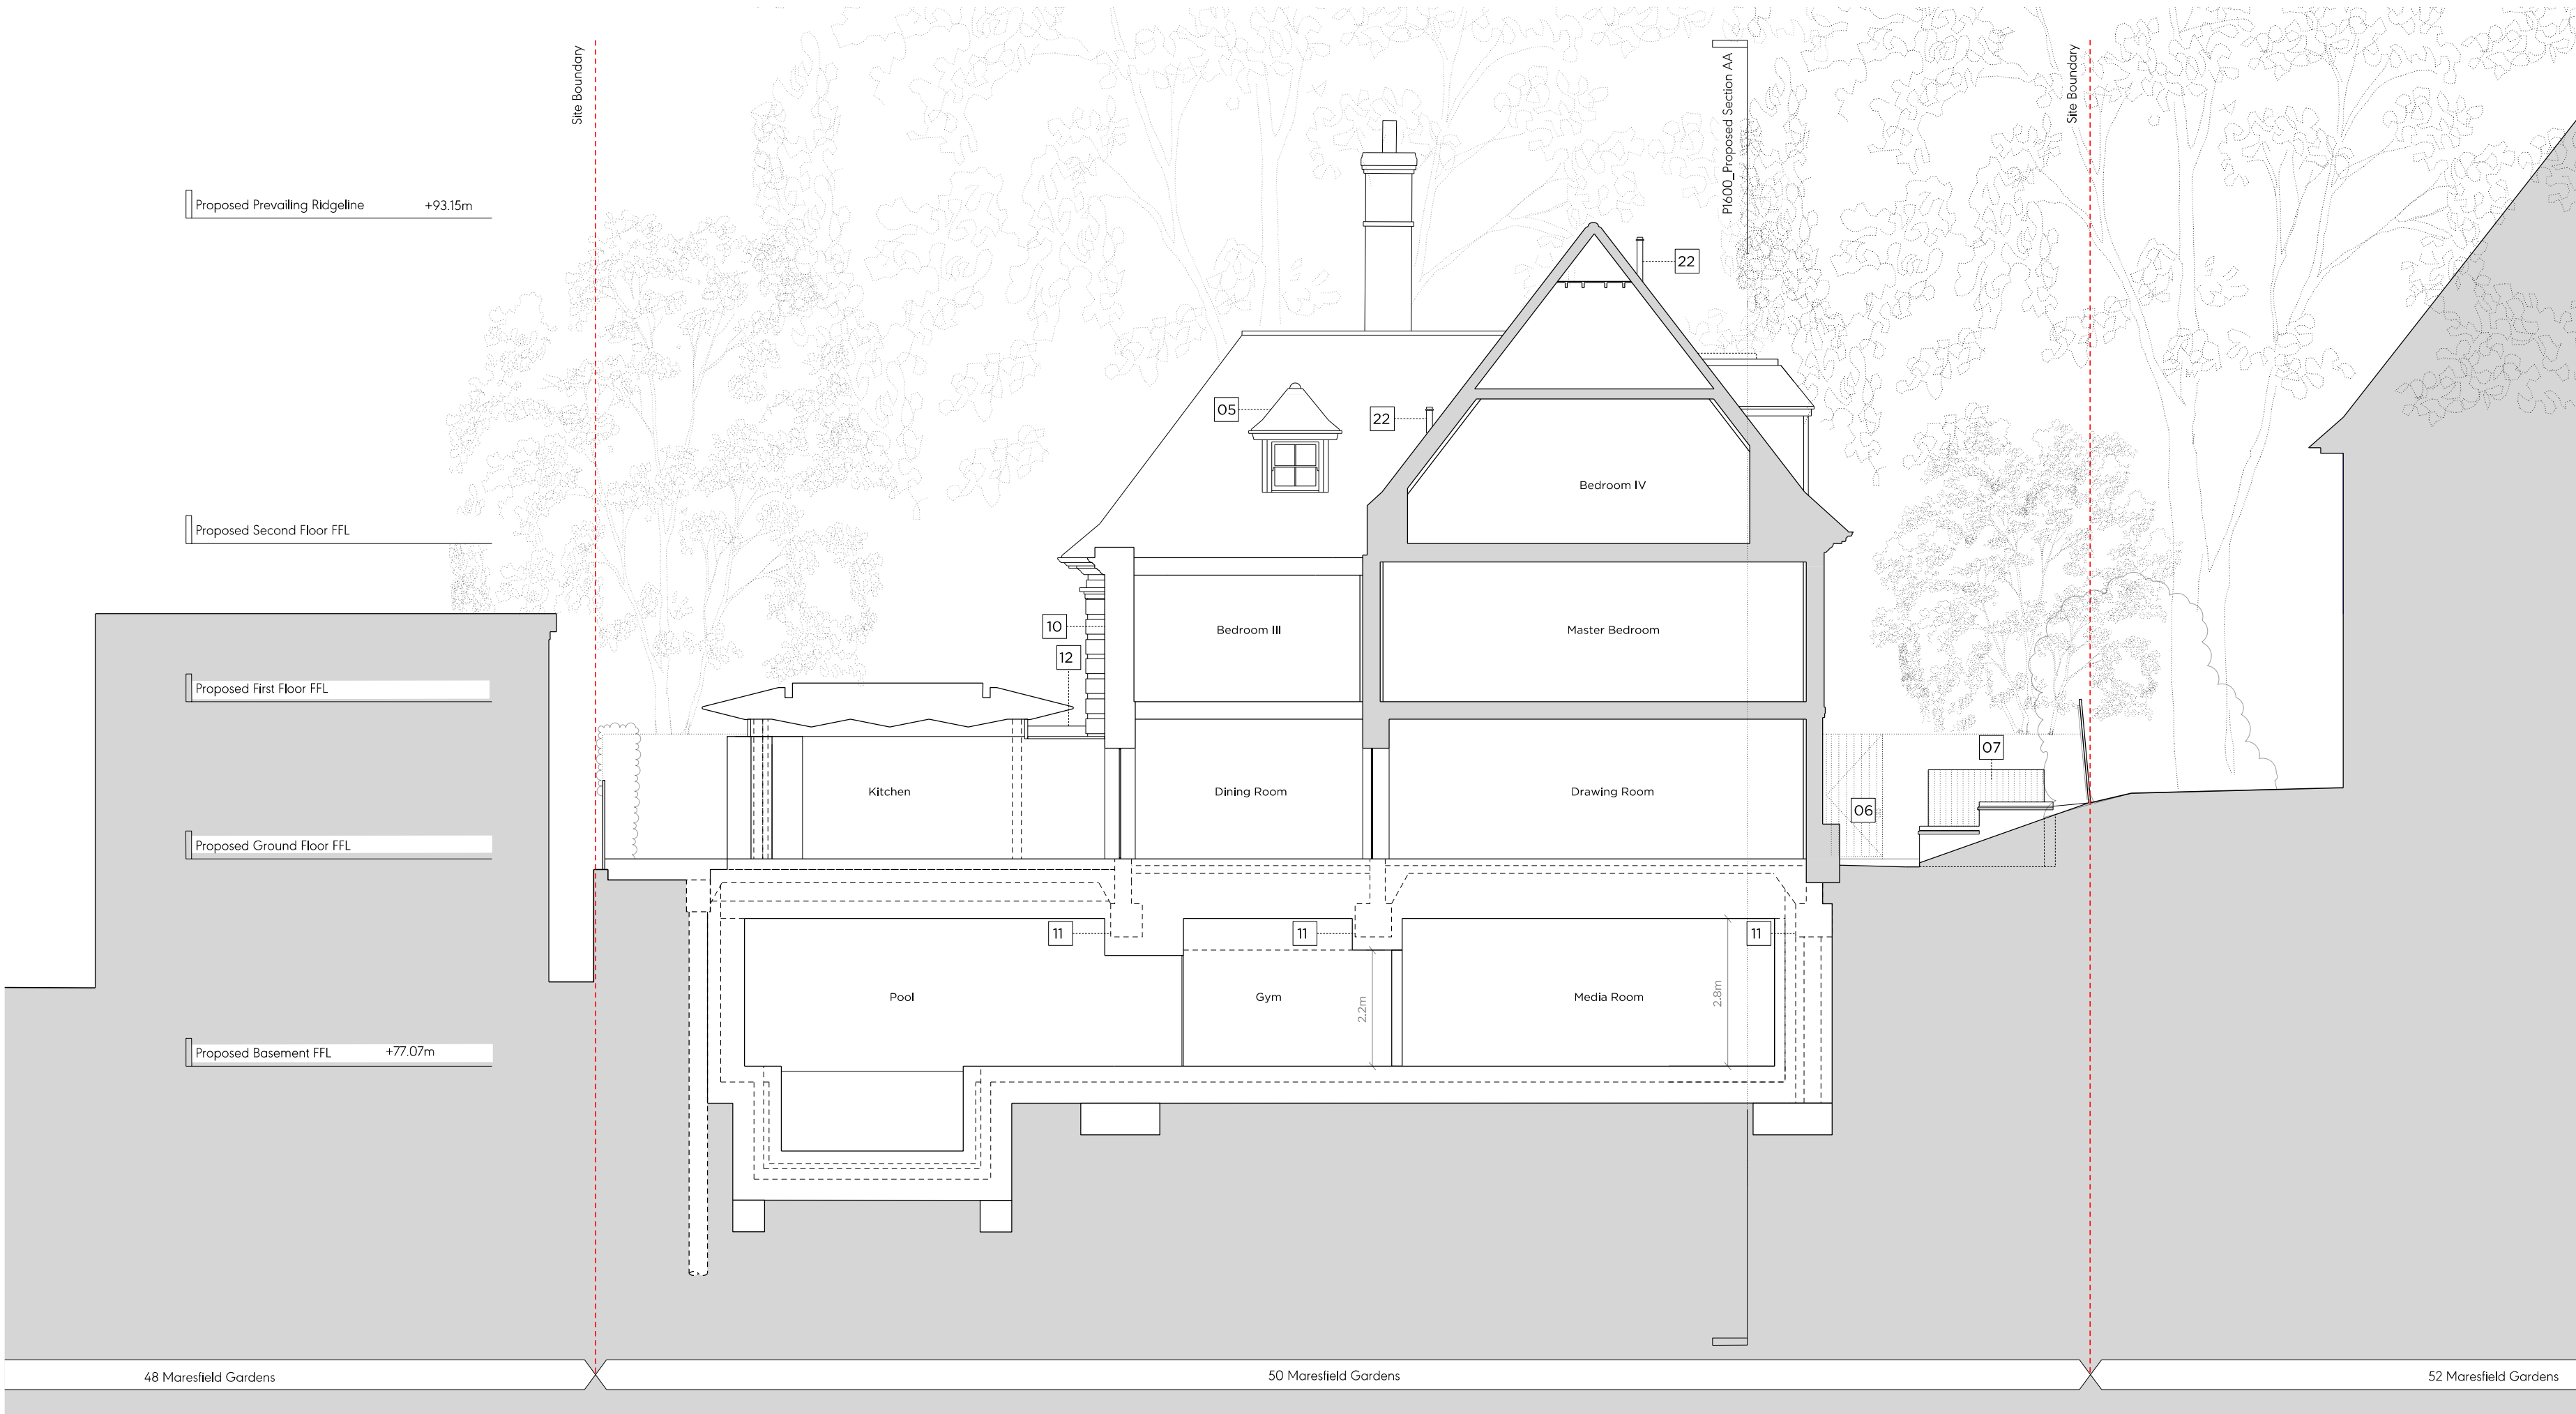 Site Boundary
P1600_Proposed Section AA
Site Boundary
Proposed Prevailing Ridgeline +93.15m
22
05
22
Bedroom IV
Proposed Second Floor FFL
10
Bedroom III
Master Bedroom
12
Proposed First Floor FFL
07
Kitchen
Dining Room
Drawing Room
06
Proposed Ground Floor FFL
11
11
11
Pool
Gym
2.2m
Media Room
2.8m
Proposed Basement FFL +77.07m
48 Maresfield Gardens
50 Maresfield Gardens
52 Maresfield Gardens